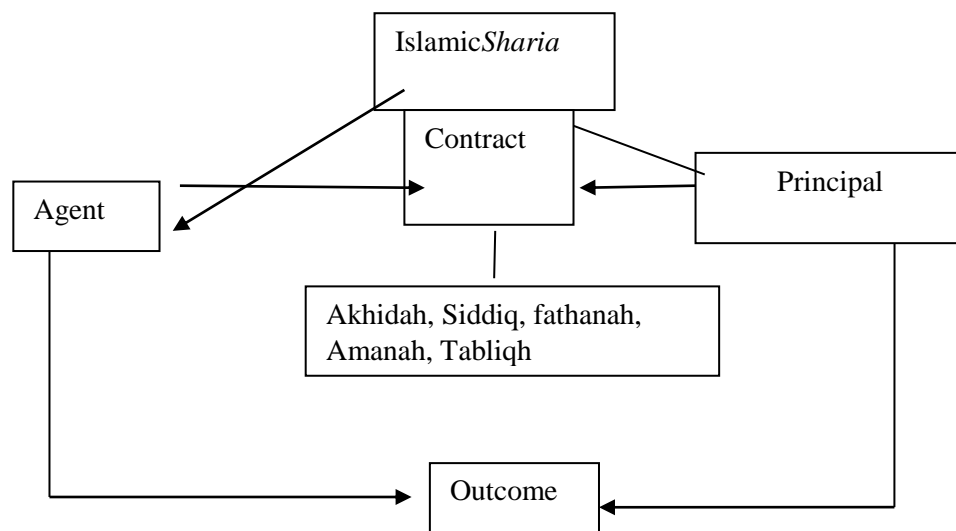 IslamicSharia
Contract
Principal
Agent
Akhidah, Siddiq, fathanah,
Amanah, Tabliqh
Outcome